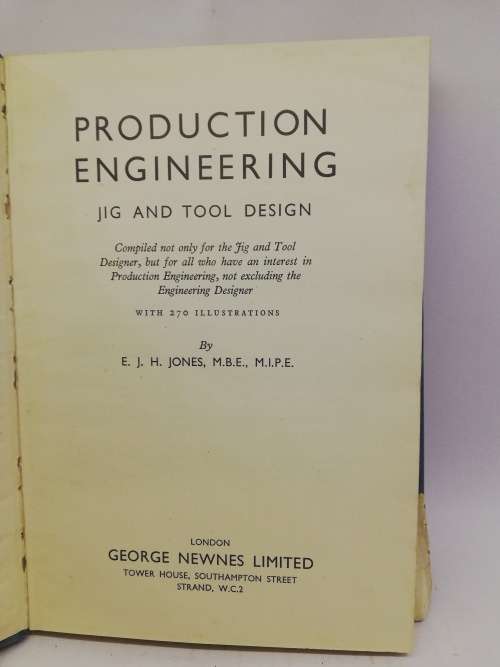 PRODUCTION
ENGINEERING
JIG AND TOOL DESIGN
Compiled not only for the Jig and Tool
Designer, but for all who have an interest in
Production Engineering, not excluding the
Engineering Designer
WITH 270 ILLUSTRATIONS
By
E. J. H. JONES, M.B.E., M.I.P.E.
LONDON
GEORGE NEWNES LIMITED
TOWER HOUSE, SOUTHAMPTON STREET
STRAND, W.C.2